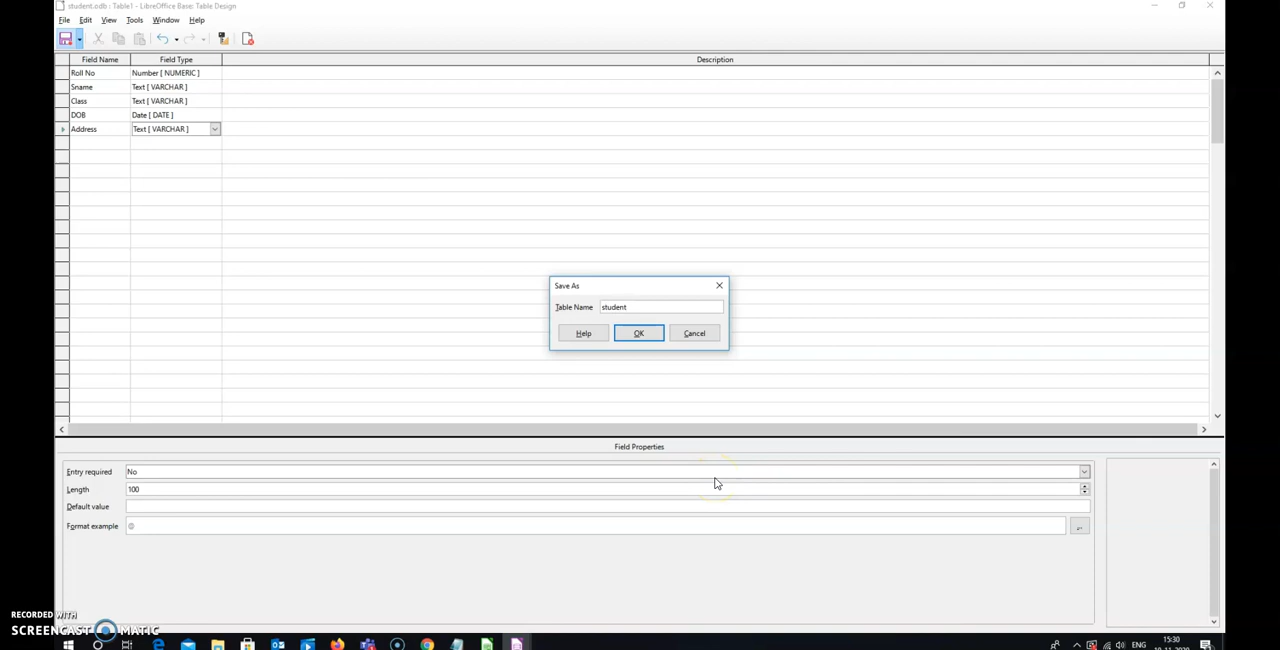 student.odb : Table1 - LibreOffice Base: Table Design
File Edit View Tools Window Help
Field Name Field Type Description
Roll No Number [ NUMERIC ]
Sname Text [ VARCHAR ]
Class Text [ VARCHAR ]
DOB Date [ DATE ]
Address Text [ VARCHAR ]
Save As
Table Name student
Help OK Cancel
Field Properties
Entry required No
Length 100
Default value
Format example @
...
RECORDED WITH
SCREENCAST MATIC
ENG
15:30
10-11-2020